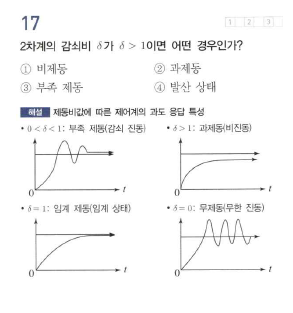 17
1 2 3
2차계의 감쇠비 δ가 δ > 1이면 어떤 경우인가?
① 비제동 ② 과제동
③ 부족 제동 ④ 발산 상태
해설 제동비값에 따른 제어계의 과도 응답 특성
• 0 < δ < 1: 부족 제동(감쇠 진동) • δ > 1: 과제동(비진동)
0 t 0 t
• δ = 1: 임계 제동(임계 상태) • δ = 0: 무제동(무한 진동)
0 t 0 t